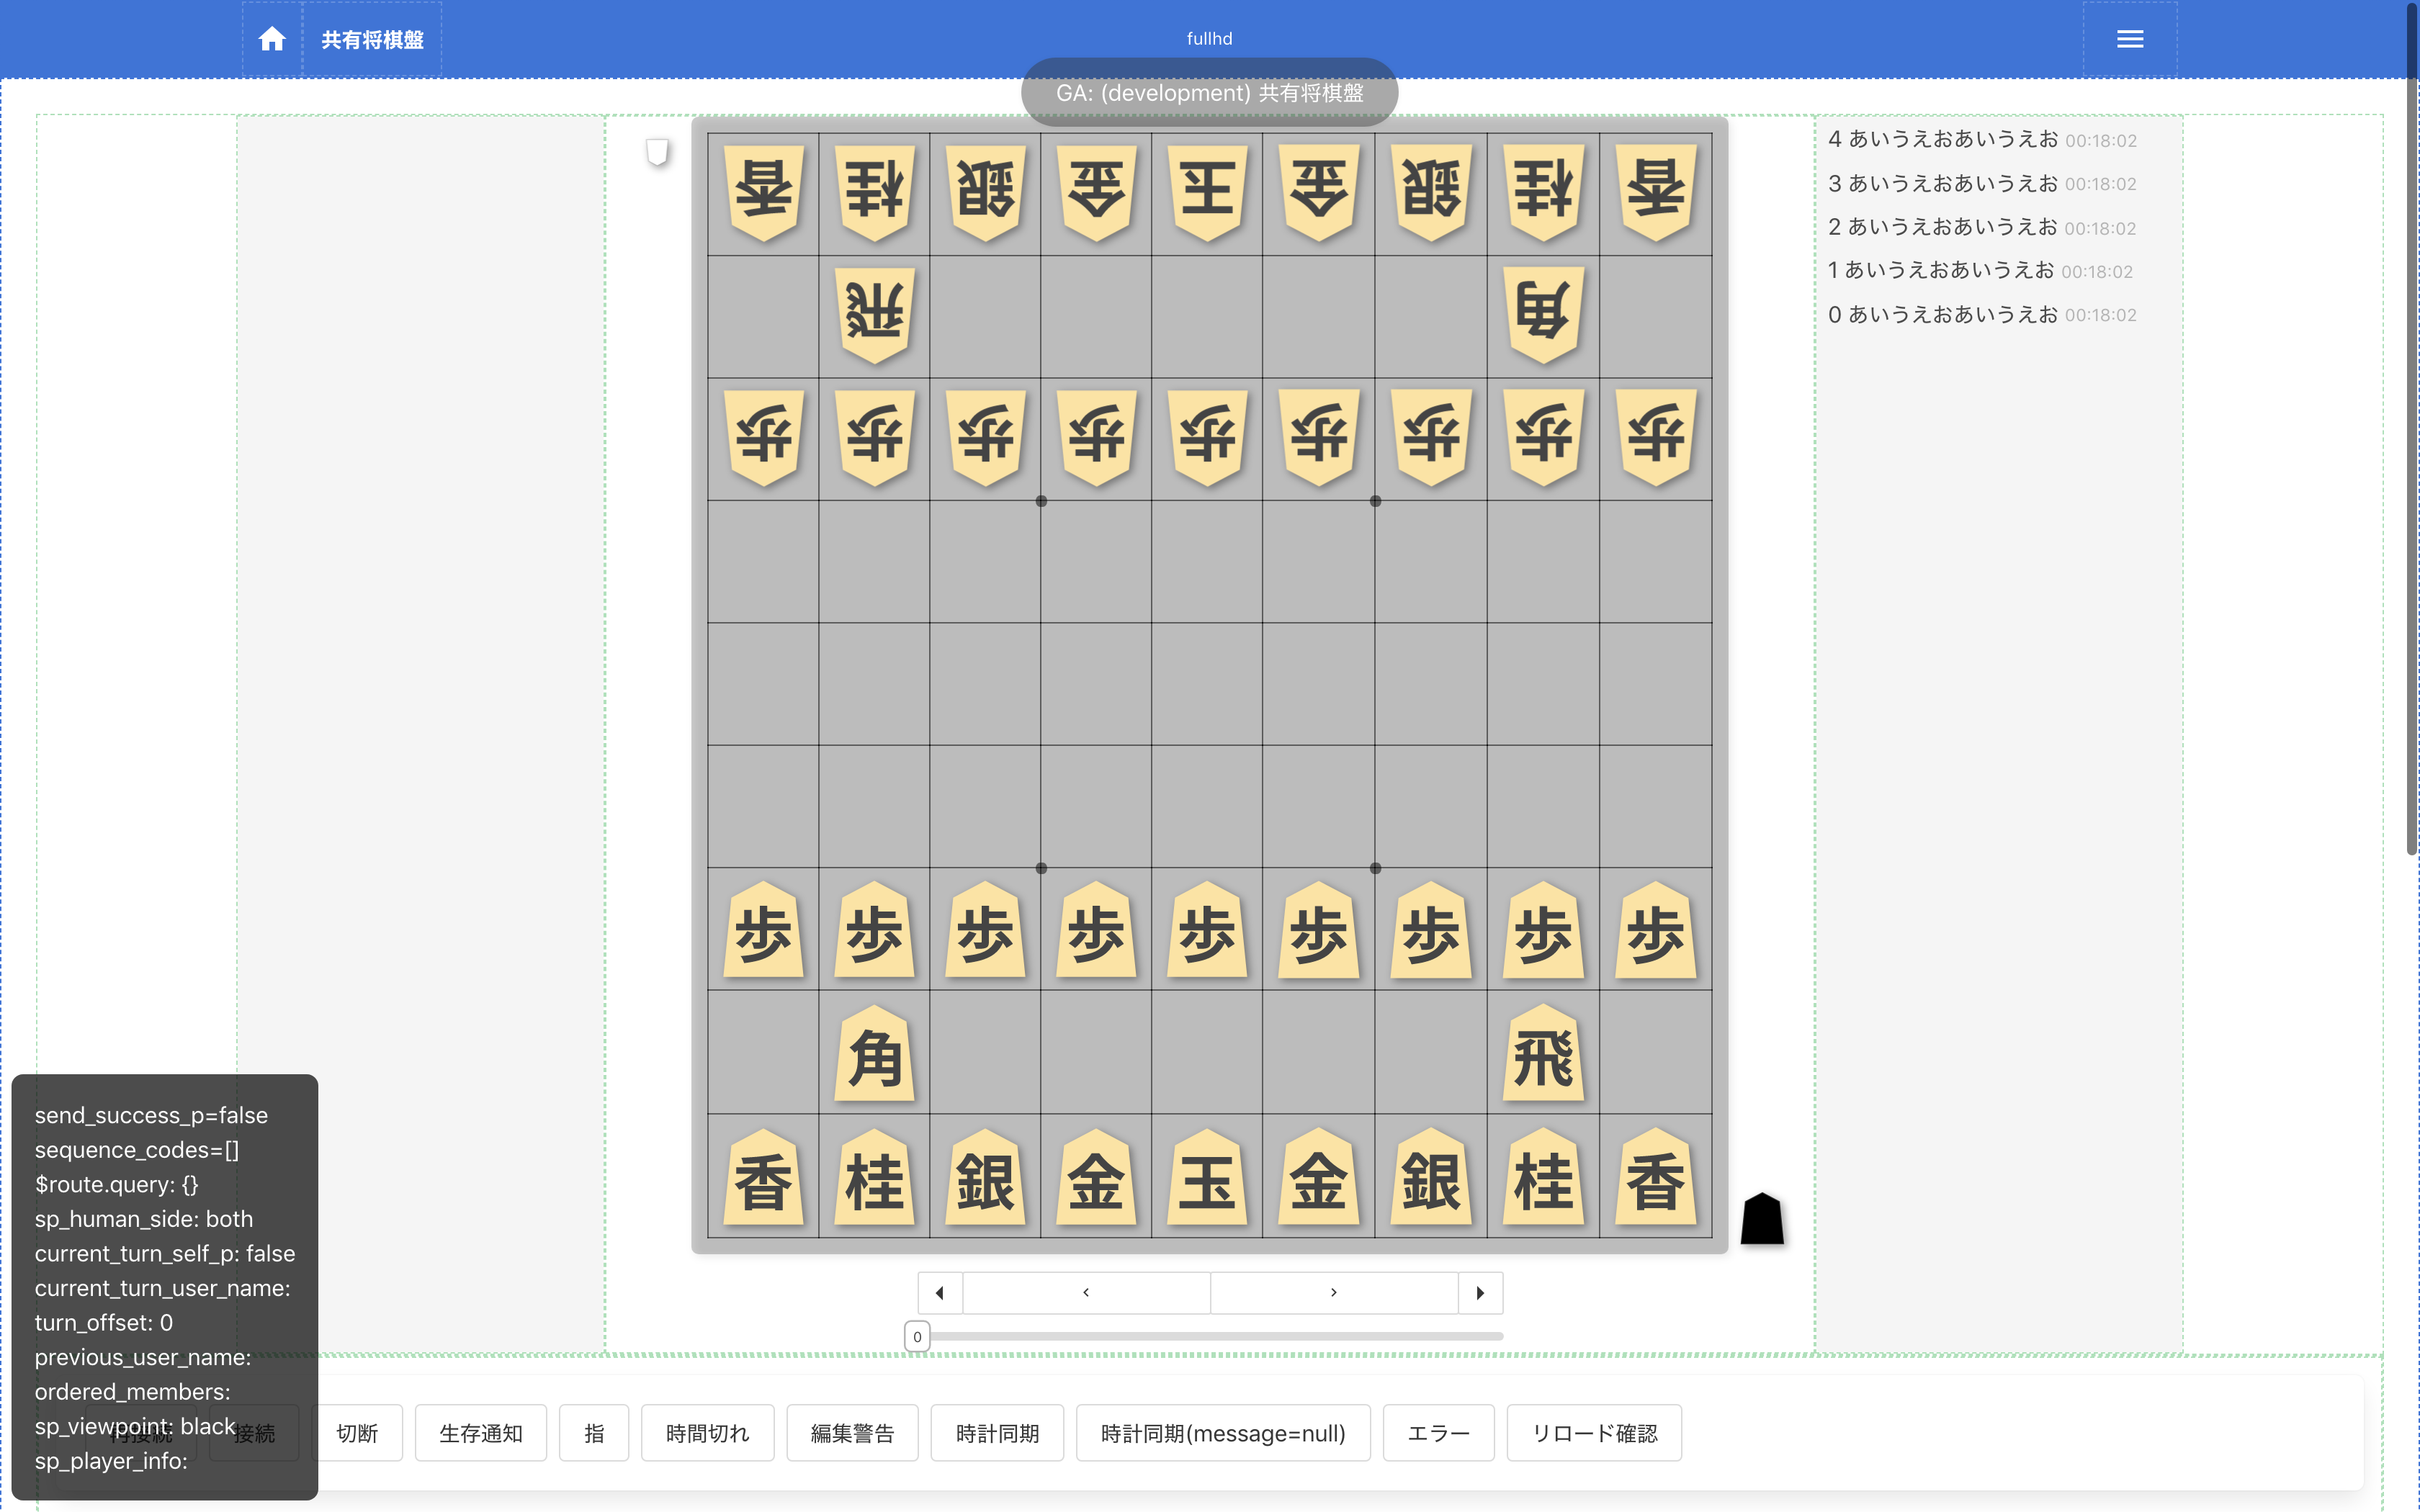 共有将棋盤
fullhd
GA: (development) 共有将棋盤
香 桂 銀 金 玉 金 銀 桂 香
飛 角
歩 歩 歩 歩 歩 歩 歩 歩 歩
歩 歩 歩 歩 歩 歩 歩 歩 歩
角 飛
香 桂 銀 金 玉 金 銀 桂 香
4 あいうえおあいうえお 00:18:02
3 あいうえおあいうえお 00:18:02
2 あいうえおあいうえお 00:18:02
1 あいうえおあいうえお 00:18:02
0 あいうえおあいうえお 00:18:02
0
send_success_p=false
sequence_codes=[]
$route.query: {}
sp_human_side: both
current_turn_self_p: false
current_turn_user_name:
turn_offset: 0
previous_user_name:
ordered_members:
sp_viewpoint: black
sp_player_info:
再接続 接続 切断 生存通知 指 時間切れ 編集警告 時計同期 時計同期(message=null) エラー リロード確認